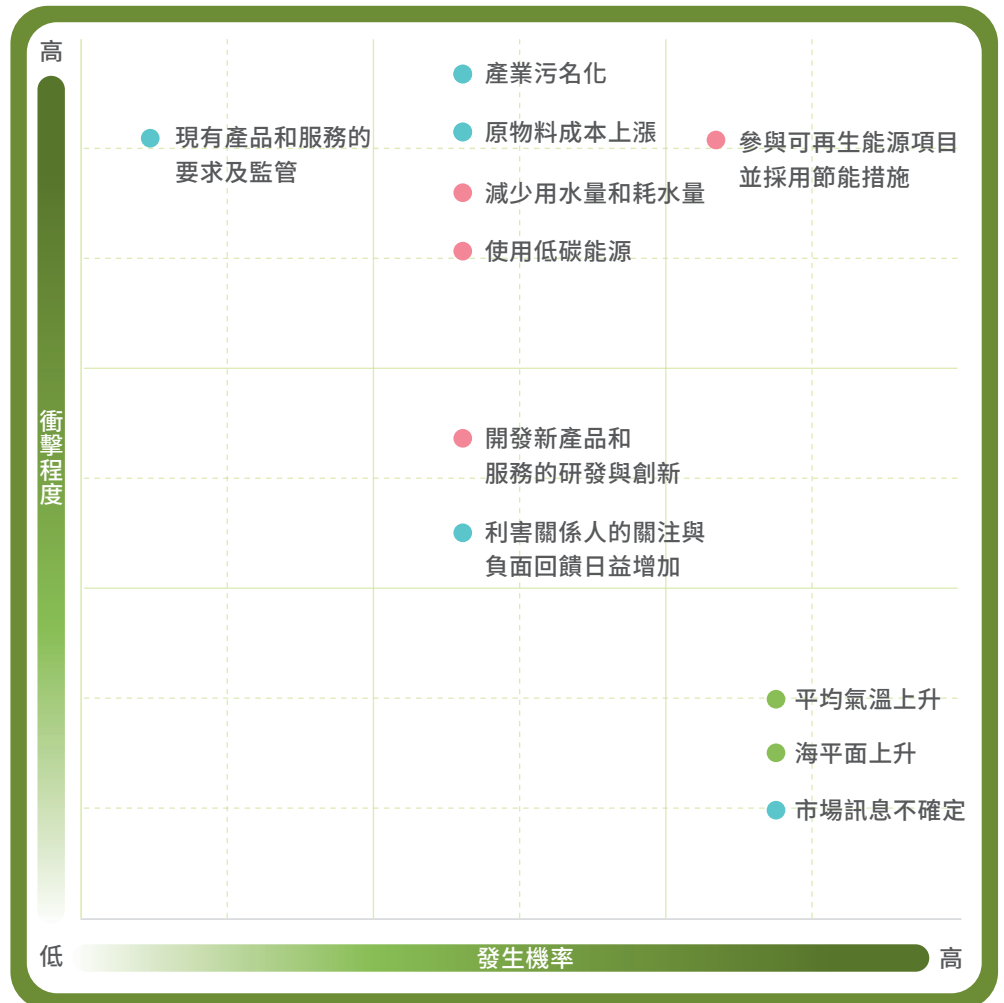 高
產業污名化
現有產品和服務的
要求及監管
原物料成本上漲
參與可再生能源項目
並採用節能措施
減少用水量和耗水量
使用低碳能源
衝擊程度
開發新產品和
服務的研發與創新
利害關係人的關注與
負面回饋日益增加
平均氣溫上升
海平面上升
市場訊息不確定
低
發生機率
高